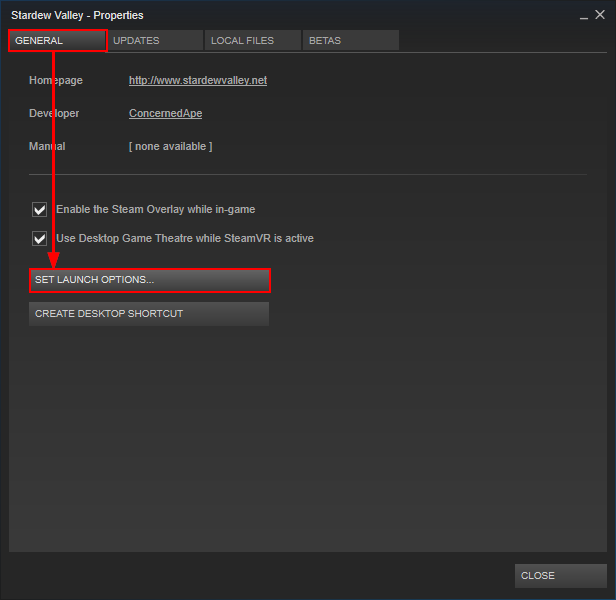 Stardew Valley - Properties
GENERAL UPDATES LOCAL FILES BETAS
Homepage http://www.stardewvalley.net
Developer ConcernedApe
Manual [ none available ]
Enable the Steam Overlay while in-game
Use Desktop Game Theatre while SteamVR is active
SET LAUNCH OPTIONS...
CREATE DESKTOP SHORTCUT
CLOSE